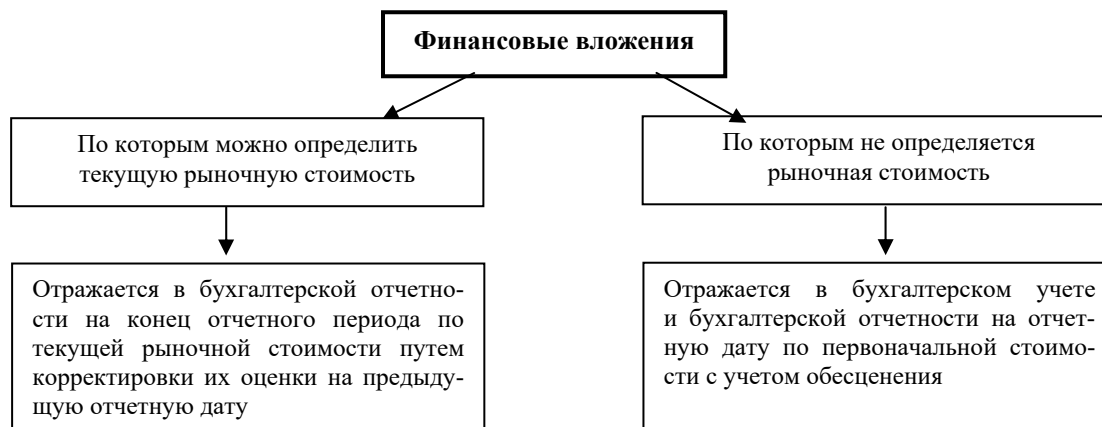 Финансовые вложения
По которым можно определить
текущую рыночную стоимость
По которым не определяется
рыночная стоимость
Отражается в бухгалтерской отчетно-
сти на конец отчетного периода по
текущей рыночной стоимости путем
корректировки их оценки на предыду-
щую отчетную дату
Отражается в бухгалтерском учете
и бухгалтерской отчетности на отчет-
ную дату по первоначальной стоимо-
сти с учетом обесценения